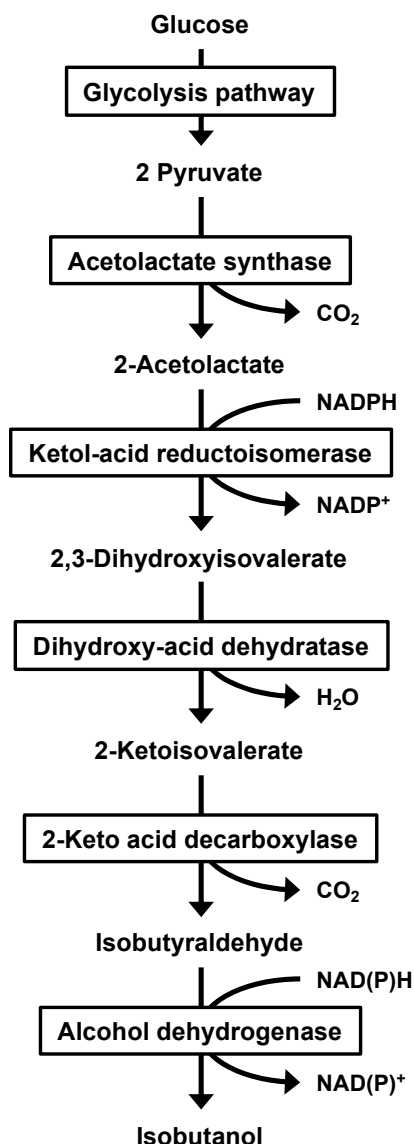 Glucose
Glycolysis pathway
2 Pyruvate
Acetolactate synthase
CO₂
2-Acetolactate
NADPH
Ketol-acid reductoisomerase
NADP⁺
2,3-Dihydroxyisovalerate
Dihydroxy-acid dehydratase
H₂O
2-Ketoisovalerate
2-Keto acid decarboxylase
CO₂
Isobutyraldehyde
NAD(P)H
Alcohol dehydrogenase
NAD(P)⁺
Isobutanol